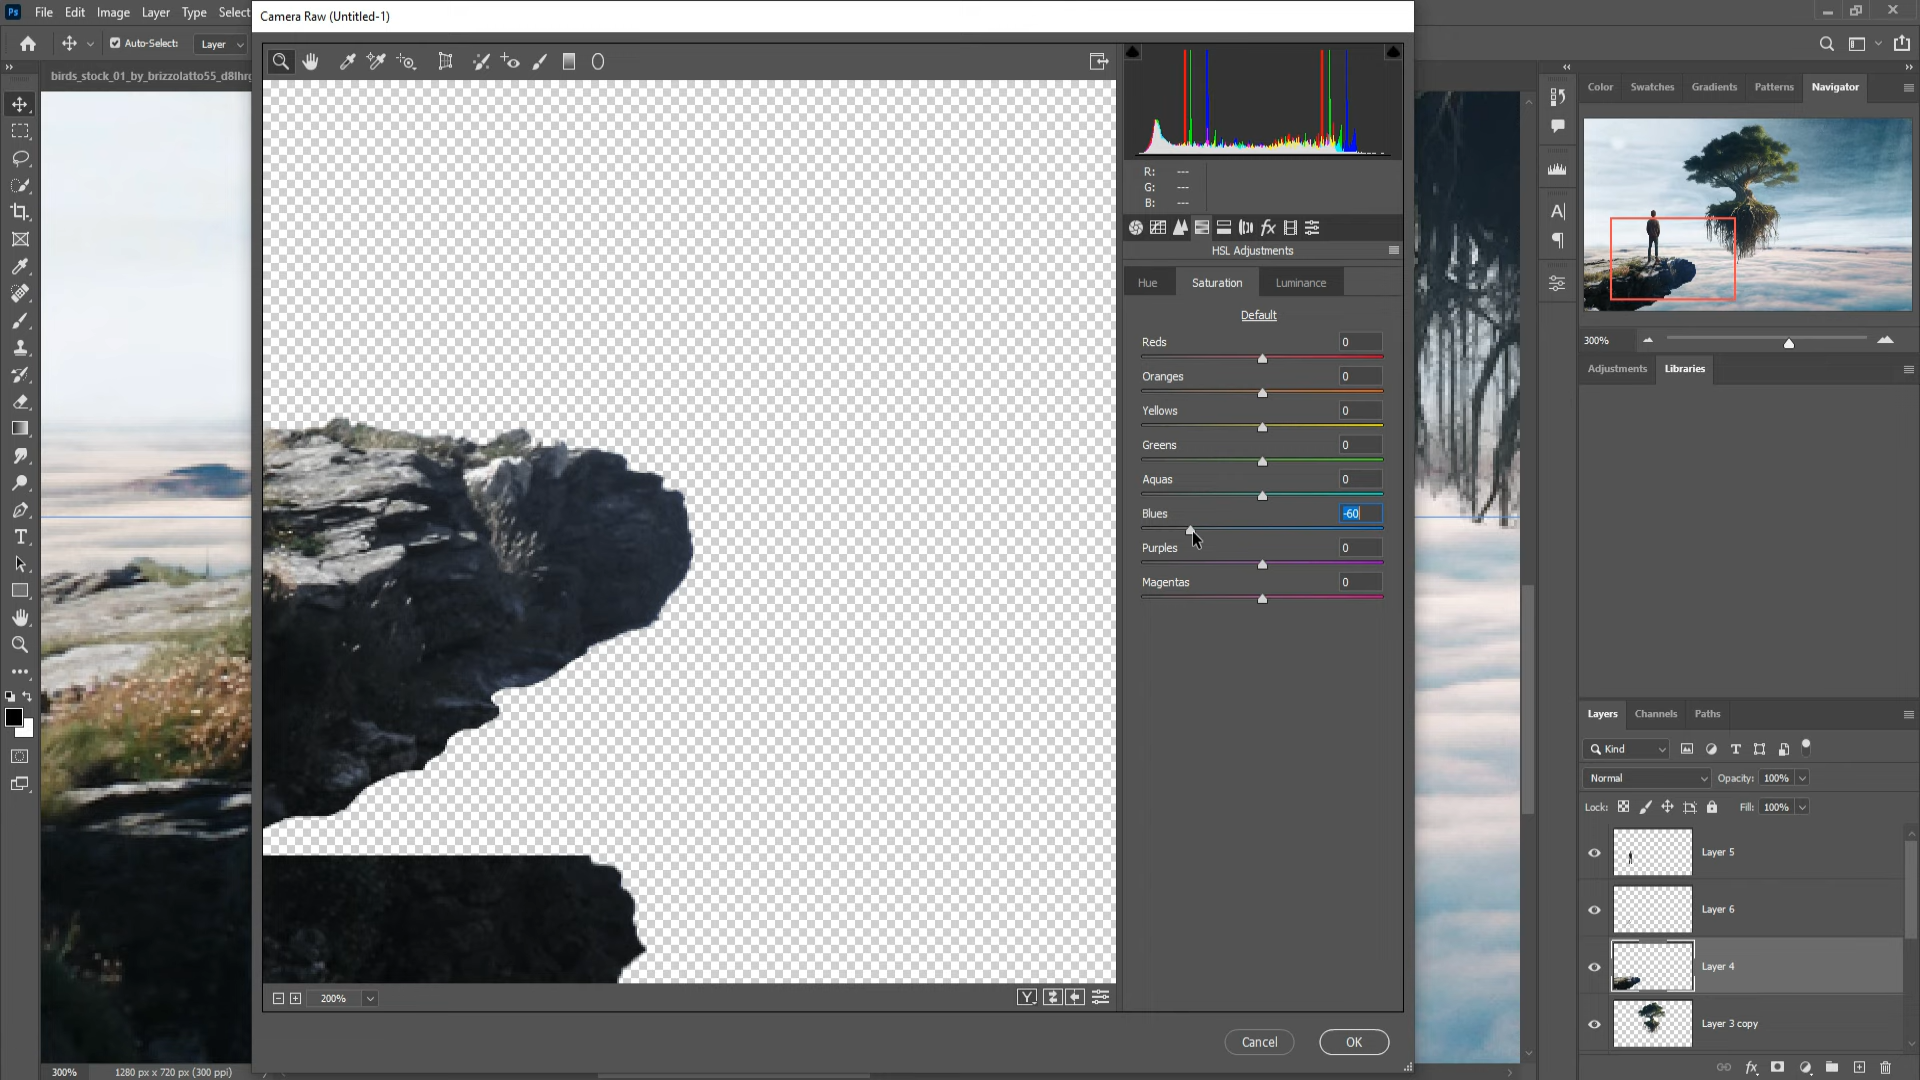 Camera Raw (Untitled-1)
Ps File Edit Image Layer Type Select
Auto-Select: Layer
birds_stock_01_by_brizzolatto55_d8lhrg
Color Swatches Gradients Patterns Navigator
R: ---
G: ---
B: ---
HSL Adjustments
Hue Saturation Luminance
Default
Reds 0
Oranges 0
Yellows 0
Greens 0
Aquas 0
Blues -60
Purples 0
Magentas 0
300%
Adjustments Libraries
Layers Channels Paths
Kind
Normal Opacity: 100%
Lock: Fill: 100%
Layer 5
Layer 6
Layer 4
Layer 3 copy
200%
Cancel OK
300% 1280 px x 720 px (300 ppi)